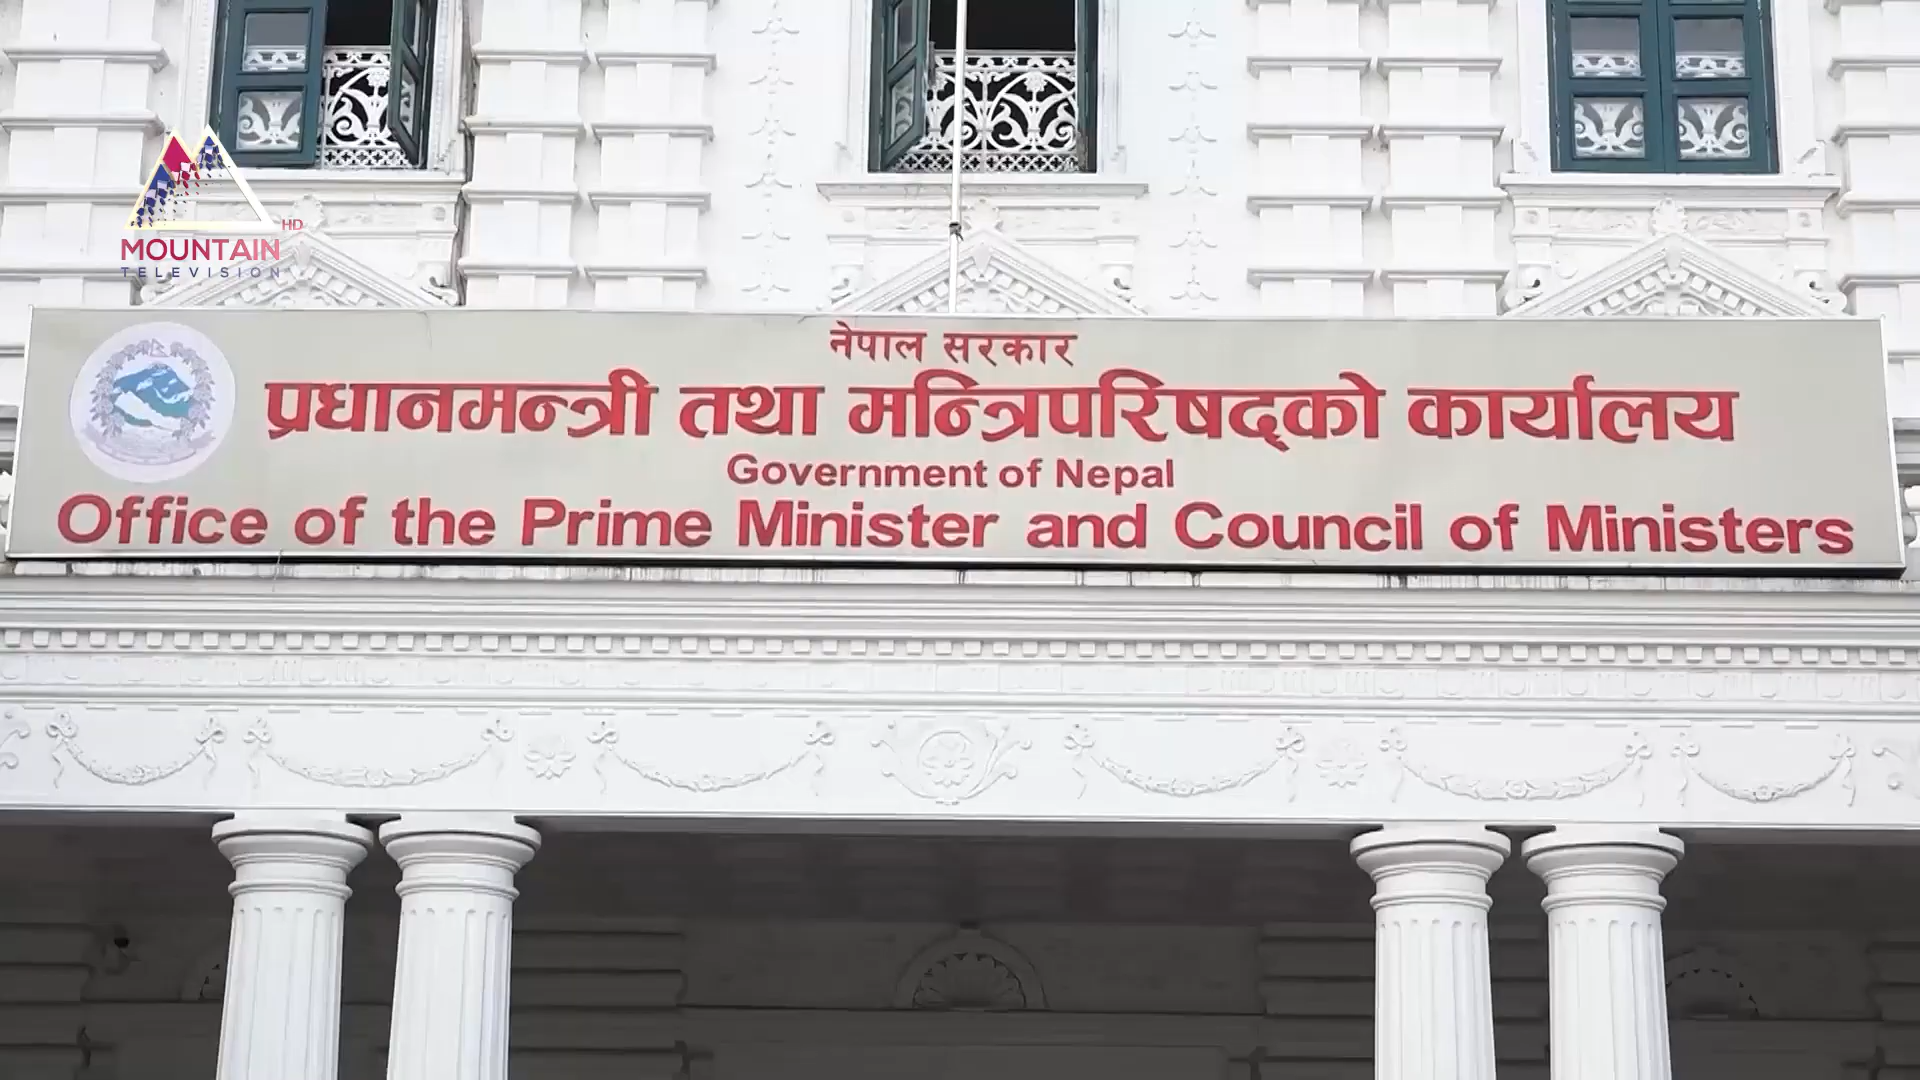 MOUNTAIN HD
TELEVISION
नेपाल सरकार
प्रधानमन्त्री तथा मन्त्रिपरिषद्को कार्यालय
Government of Nepal
Office of the Prime Minister and Council of Ministers